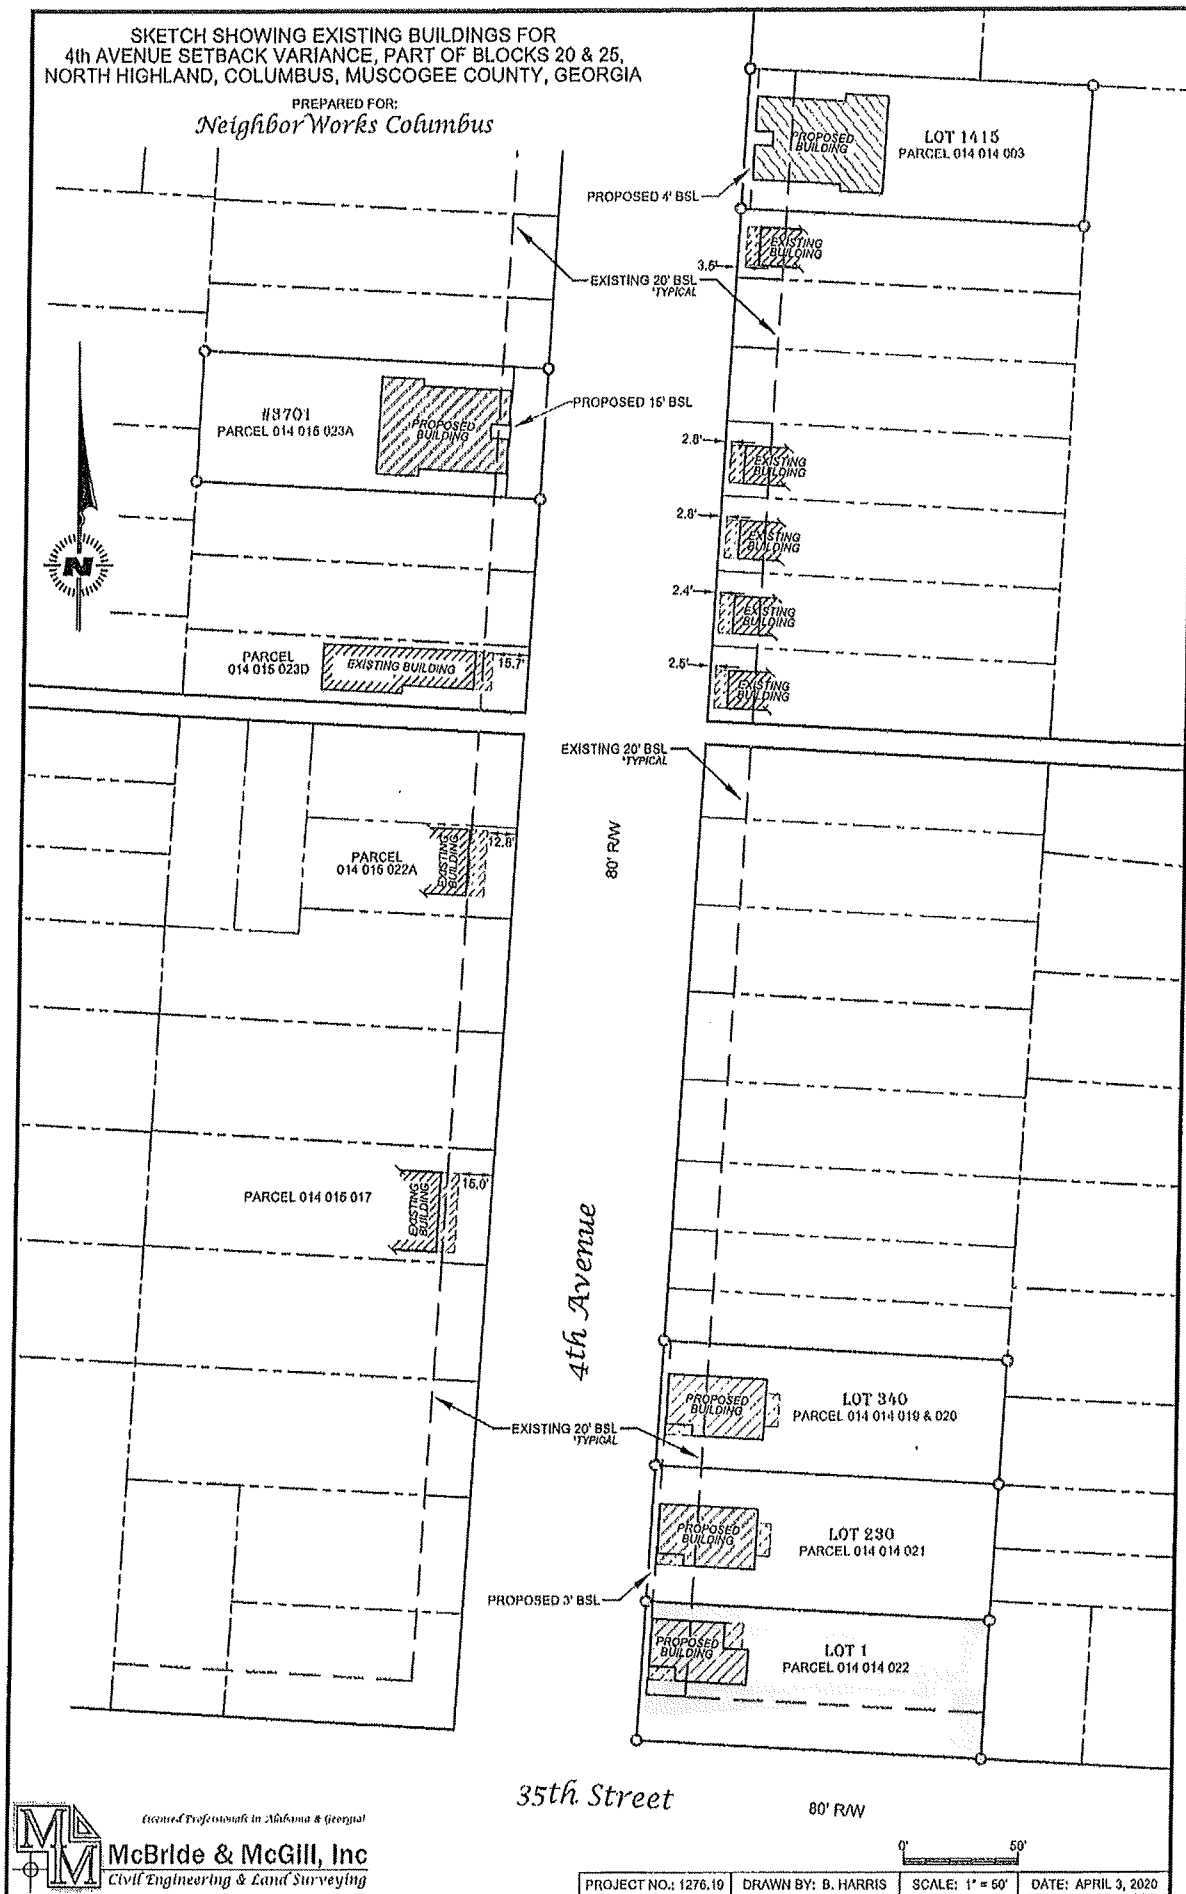 SKETCH SHOWING EXISTING BUILDINGS FOR
4th AVENUE SETBACK VARIANCE, PART OF BLOCKS 20 & 25,
NORTH HIGHLAND, COLUMBUS, MUSCOGEE COUNTY, GEORGIA
PREPARED FOR:
NeighborWorks Columbus
PROPOSED
BUILDING
LOT 1415
PARCEL 014 014 003
PROPOSED 4' BSL
EXISTING
BUILDING
3.5'
EXISTING 20' BSL
*TYPICAL
#3701
PARCEL 014 015 023A
PROPOSED
BUILDING
PROPOSED 15' BSL
2.8'
EXISTING
BUILDING
2.8'
EXISTING
BUILDING
2.4'
EXISTING
BUILDING
2.5'
EXISTING
BUILDING
N
PARCEL
014 015 023D
EXISTING BUILDING
15.7'
EXISTING 20' BSL
*TYPICAL
80' R/W
PARCEL
014 015 022A
EXISTING
BUILDING
12.8'
PARCEL 014 015 017
EXISTING
BUILDING
15.0'
4th Avenue
PROPOSED
BUILDING
LOT 340
PARCEL 014 014 019 & 020
EXISTING 20' BSL
*TYPICAL
PROPOSED
BUILDING
LOT 230
PARCEL 014 014 021
PROPOSED 3' BSL
PROPOSED
BUILDING
LOT 1
PARCEL 014 014 022
35th Street
80' R/W
Licensed Professionals in Alabama & Georgia!
MM
McBride & McGill, Inc
Civil Engineering & Land Surveying
0' 50'
PROJECT NO.: 1276.19 DRAWN BY: B. HARRIS SCALE: 1" = 50' DATE: APRIL 3, 2020